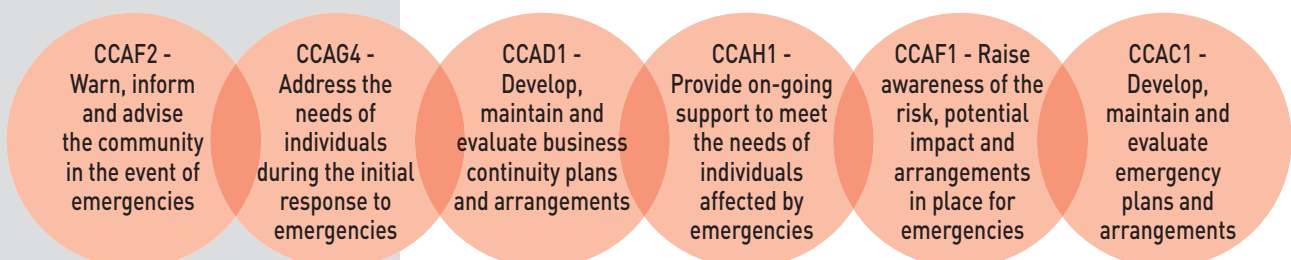 CCAF2 -
Warn, inform
and advise
the community
in the event of
emergencies
CCAG4 -
Address the
needs of
individuals
during the initial
response to
emergencies
CCAD1 -
Develop,
maintain and
evaluate business
continuity plans
and arrangements
CCAH1 -
Provide on-going
support to meet
the needs of
individuals
affected by
emergencies
CCAF1 - Raise
awareness of the
risk, potential
impact and
arrangements
in place for
emergencies
CCAC1 -
Develop,
maintain and
evaluate
emergency
plans and
arrangements